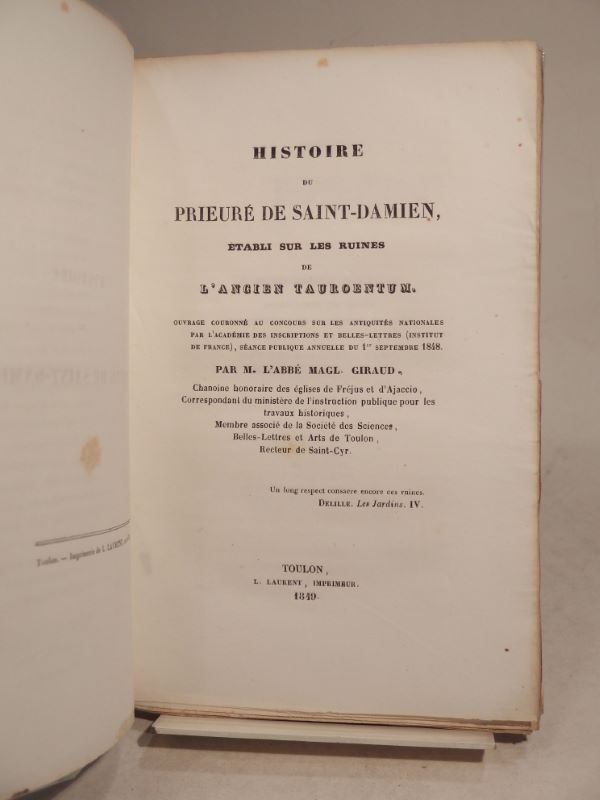 HISTOIRE
DU
PRIEURÉ DE SAINT-DAMIEN,
ÉTABLI SUR LES RUINES
DE
L'ANCIEN TAUROENTUM.
OUVRAGE COURONNÉ AU CONCOURS SUR LES ANTIQUITÉS NATIONALES
PAR L'ACADÉMIE DES INSCRIPTIONS ET BELLES-LETTRES (INSTITUT
DE FRANCE), SÉANCE PUBLIQUE ANNUELLE DU 1er SEPTEMBRE 1848.
PAR M. L'ABBÉ MAGL. GIRAUD,
Chanoine honoraire des églises de Fréjus et d'Ajaccio,
Correspondant du ministère de l'instruction publique pour les
travaux historiques,
Membre associé de la Société des Sciences,
Belles-Lettres et Arts de Toulon,
Recteur de Saint-Cyr.
Un long respect consacre encore ces ruines.
DELILLE. Les Jardins. IV.
TOULON,
L. LAURENT, IMPRIMEUR.
1849.
Toulon. — Imprimerie de L. LAURENT,